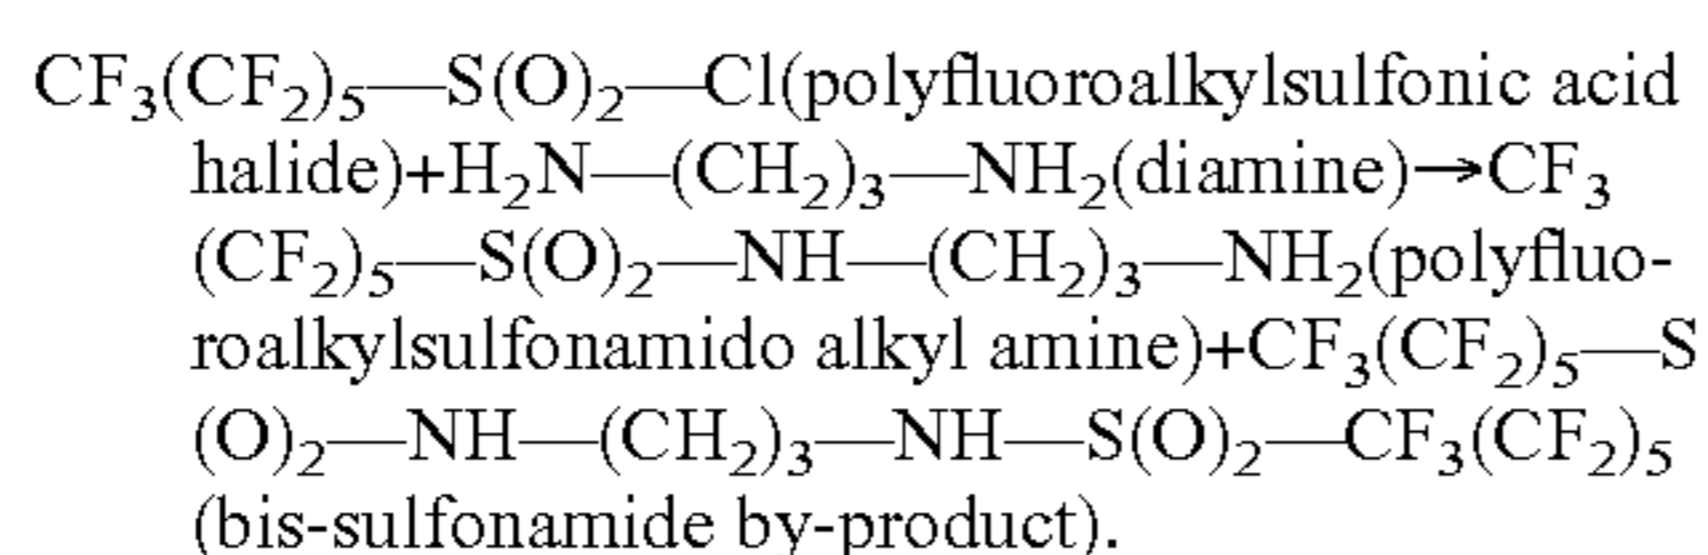 CF₃(CF₂)₅—S(O)₂—Cl(polyfluoroalkylsulfonic acid
halide)+H₂N—(CH₂)₃—NH₂(diamine)→CF₃
(CF₂)₅—S(O)₂—NH—(CH₂)₃—NH₂(polyfluo-
roalkylsulfonamido alkyl amine)+CF₃(CF₂)₅—S
(O)₂—NH—(CH₂)₃—NH—S(O)₂—CF₃(CF₂)₅
(bis-sulfonamide by-product).